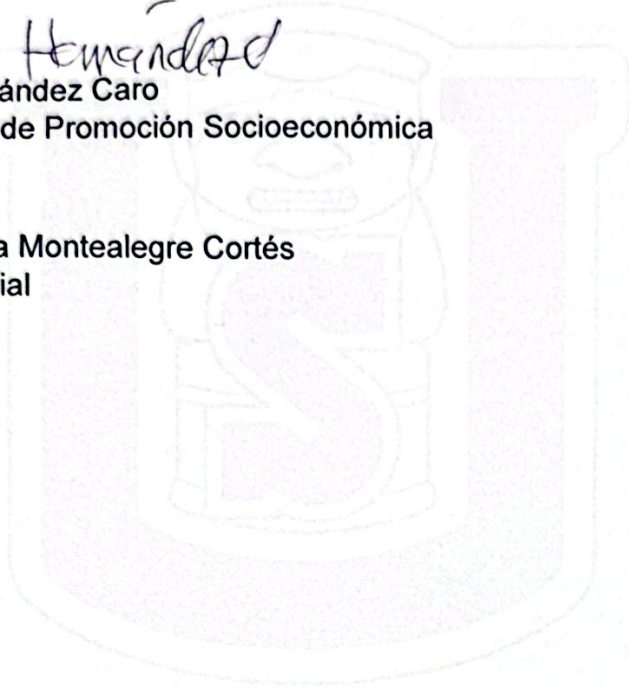 Hernández
ández Caro
de Promoción Socioeconómica
a Montealegre Cortés
ial